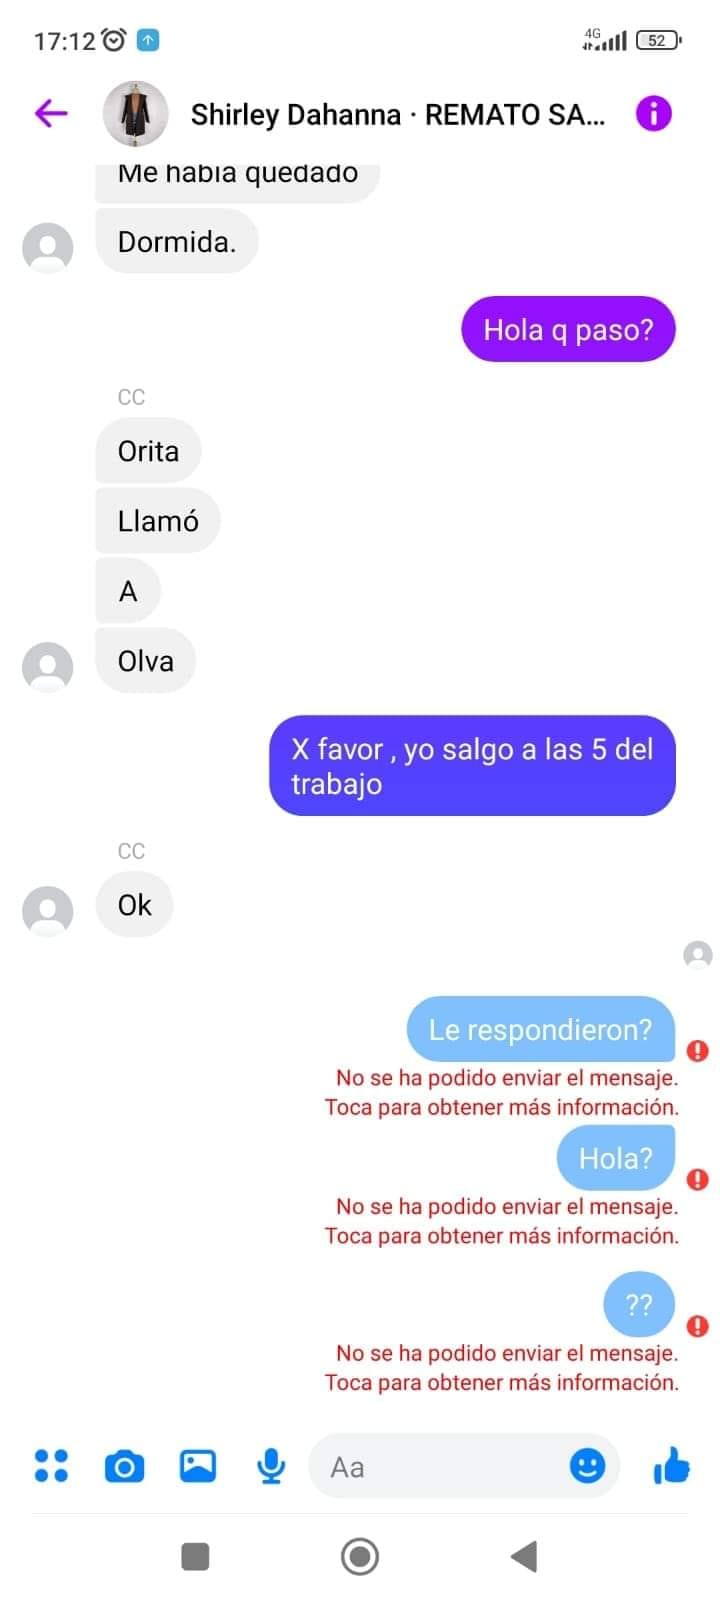 17:12
4G
52
Shirley Dahanna · REMATO SA...
Me había quedado
Dormida.
Hola q paso?
CC
Orita
Llamó
A
Olva
X favor , yo salgo a las 5 del
trabajo
CC
Ok
Le respondieron?
No se ha podido enviar el mensaje.
Toca para obtener más información.
Hola?
No se ha podido enviar el mensaje.
Toca para obtener más información.
??
No se ha podido enviar el mensaje.
Toca para obtener más información.
Aa